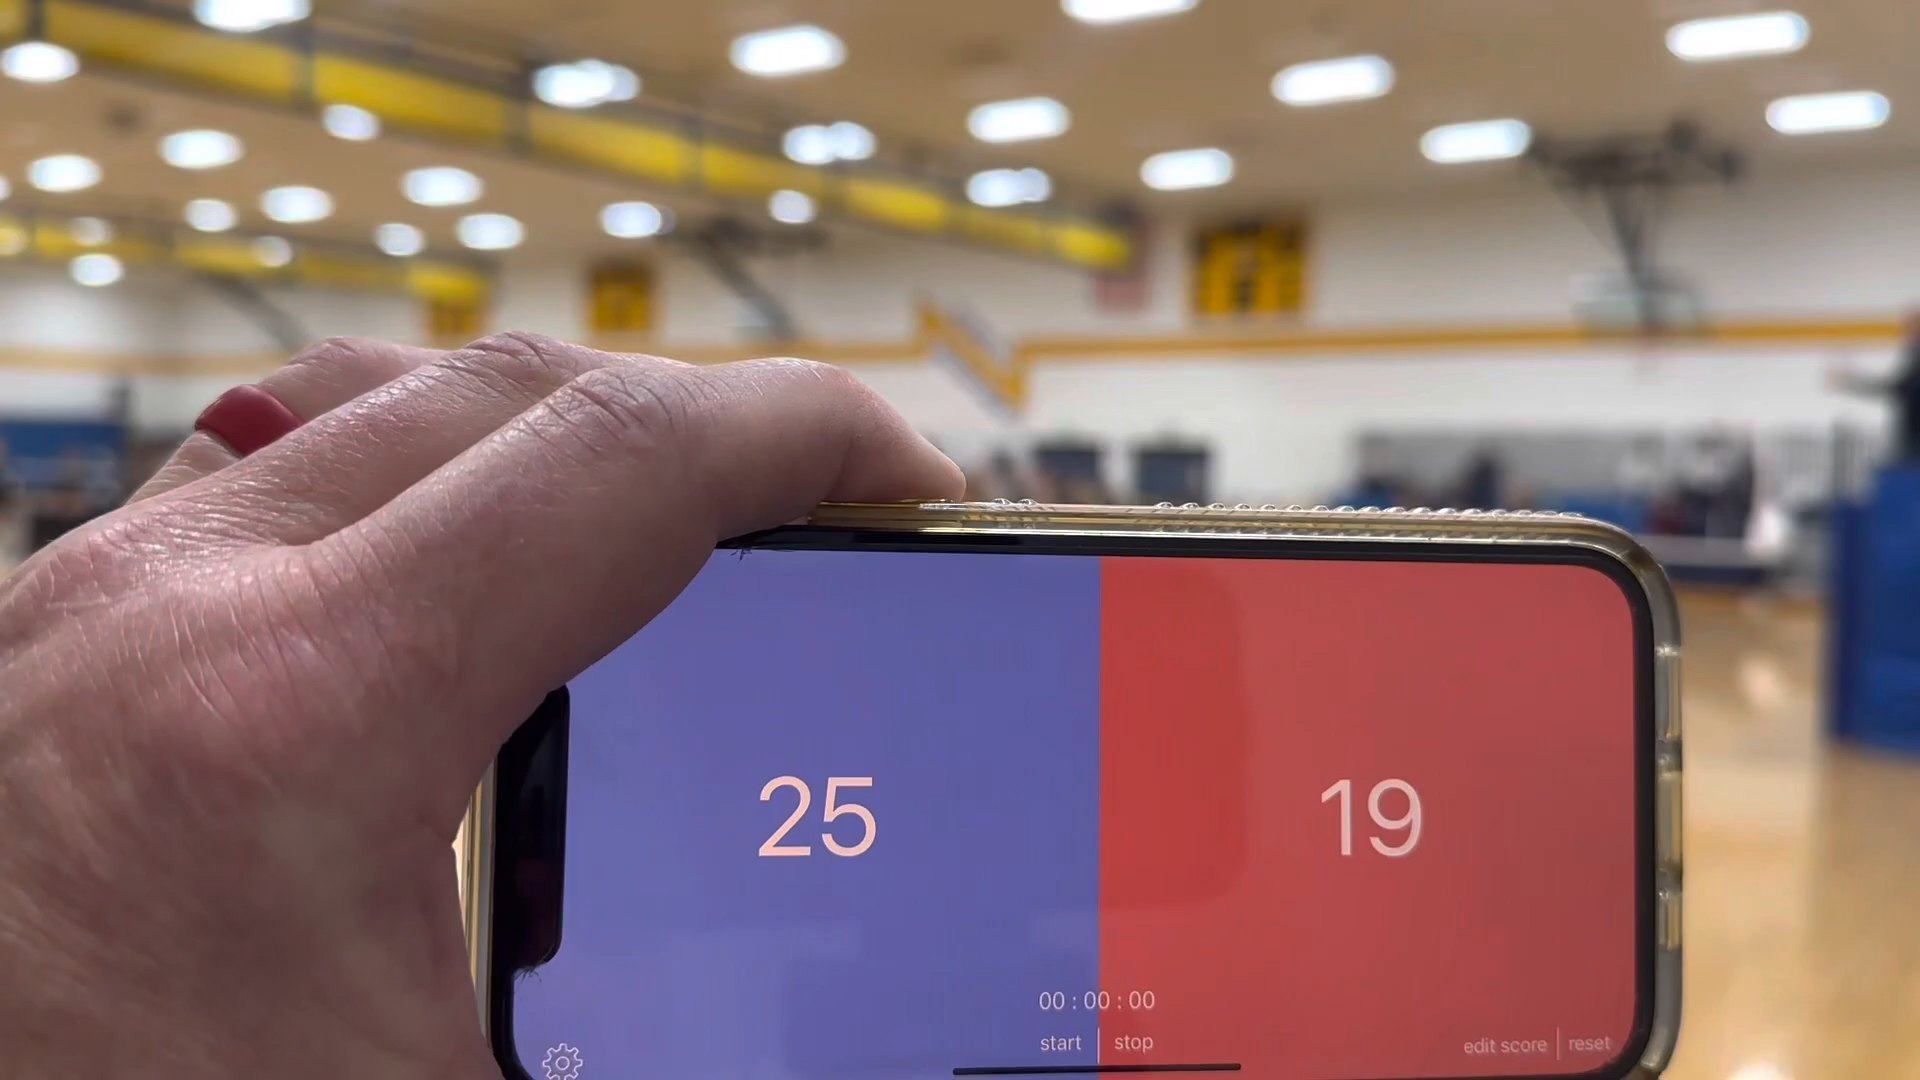 25
19
00 : 00 : 00
start | stop
edit score | reset